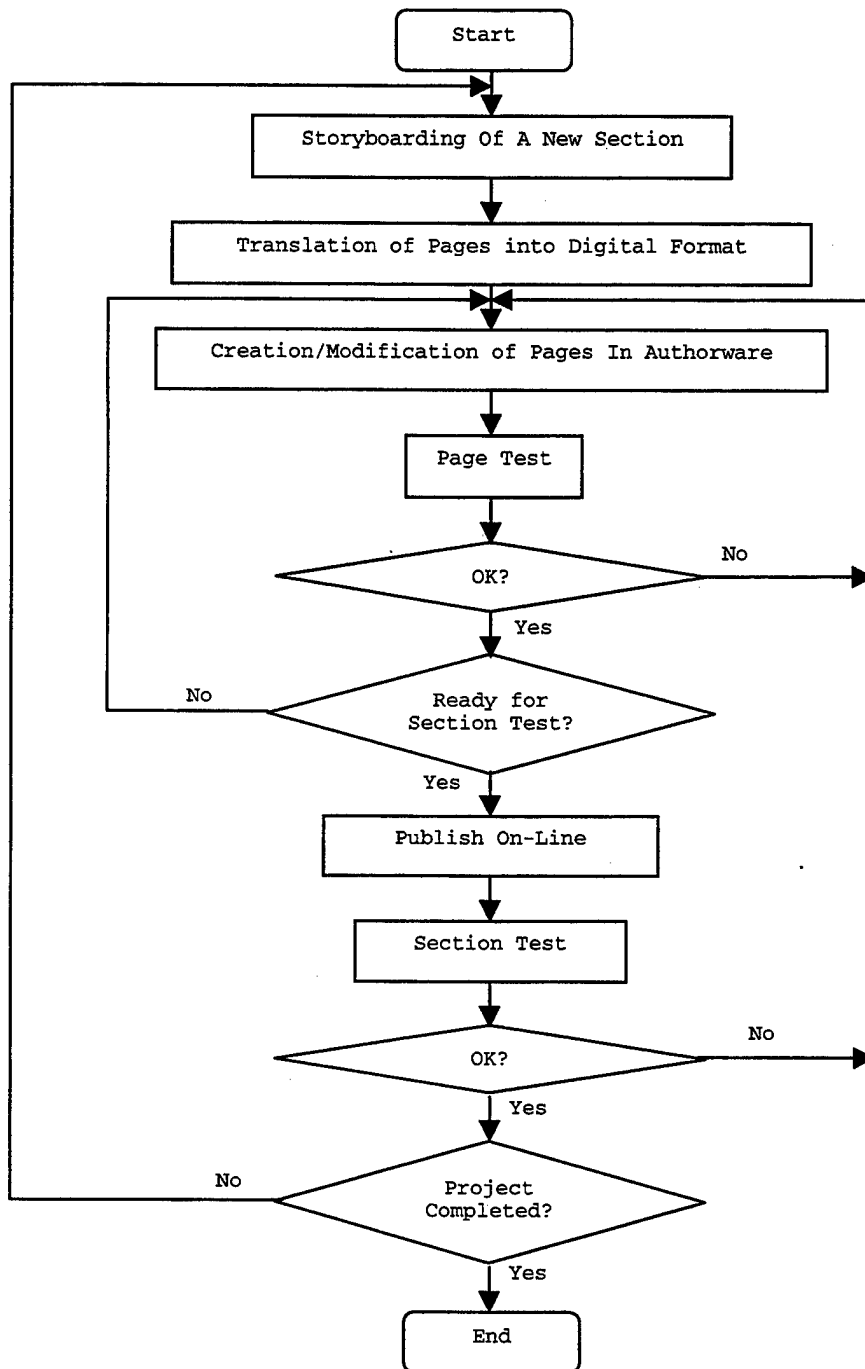 Start
Storyboarding Of A New Section
Translation of Pages into Digital Format
Creation/Modification of Pages In Authorware
Page Test
OK?
No
Yes
No
Ready for
Section Test?
Yes
Publish On-Line
Section Test
OK?
No
Yes
No
Project
Completed?
Yes
End